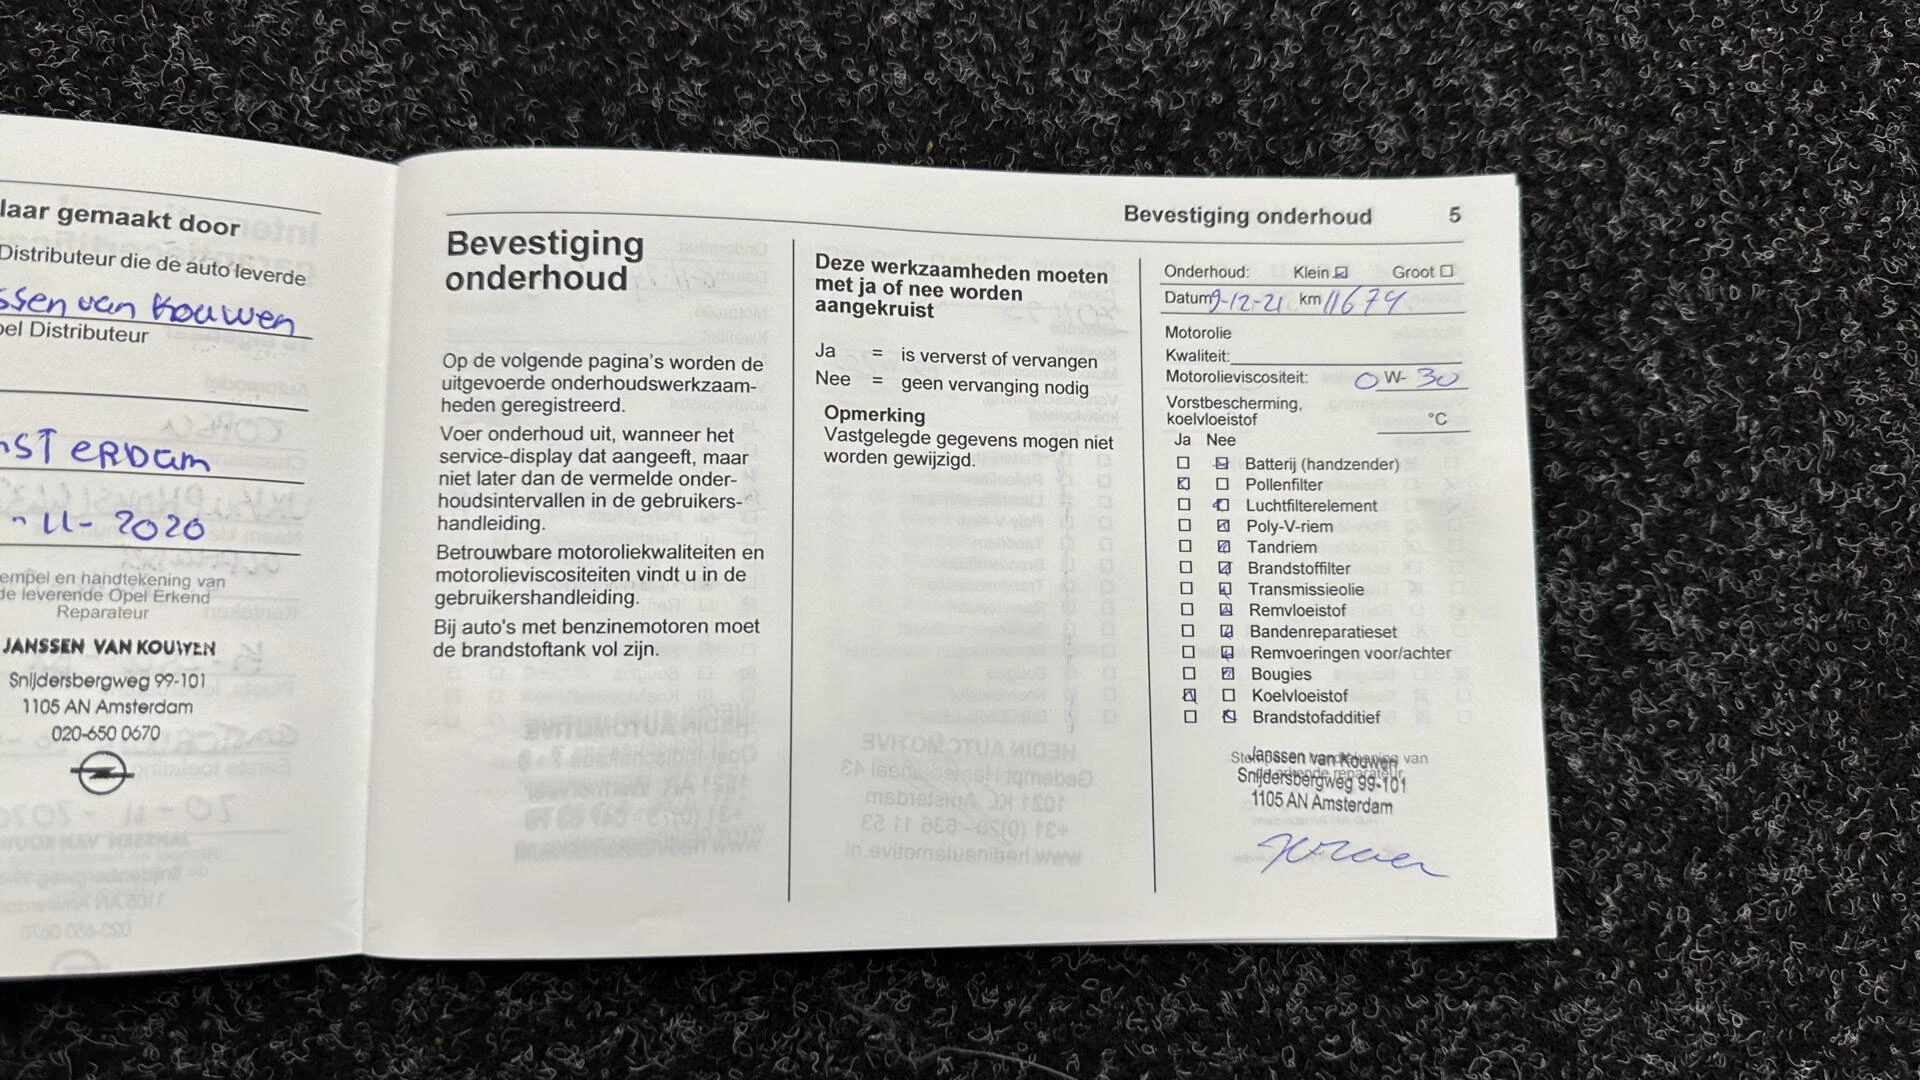 laar gemaakt door
Distributeur die de auto leverde
ssen van Kouwen
pel Distributeur
nSTERDam
- 11 - 2020
empel en handtekening van
de leverende Opel Erkend
Reparateur
JANSSEN VAN KOUWEN
Snijdersbergweg 99-101
1105 AN Amsterdam
020-650 0670
Bevestiging onderhoud 5
Bevestiging
onderhoud
Op de volgende pagina's worden de
uitgevoerde onderhoudswerkzaam-
heden geregistreerd.
Voer onderhoud uit, wanneer het
service-display dat aangeeft, maar
niet later dan de vermelde onder-
houdsintervallen in de gebruikers-
handleiding.
Betrouwbare motoroliekwaliteiten en
motorolieviscositeiten vindt u in de
gebruikershandleiding.
Bij auto's met benzinemotoren moet
de brandstoftank vol zijn.
Deze werkzaamheden moeten
met ja of nee worden
aangekruist
Ja = is ververst of vervangen
Nee = geen vervanging nodig
Opmerking
Vastgelegde gegevens mogen niet
worden gewijzigd.
Onderhoud: Klein Groot
Datum 9-12-21 km 11674
Motorolie
Kwaliteit:
Motorolieviscositeit: 0 W- 30
Vorstbescherming,
koelvloeistof °C
Ja Nee
Batterij (handzender)
Pollenfilter
Luchtfilterelement
Poly-V-riem
Tandriem
Brandstoffilter
Transmissieolie
Remvloeistof
Bandenreparatieset
Remvoeringen voor/achter
Bougies
Koelvloeistof
Brandstofadditief
Janssen van Kouwen
Snijdersbergweg 99-101
1105 AN Amsterdam